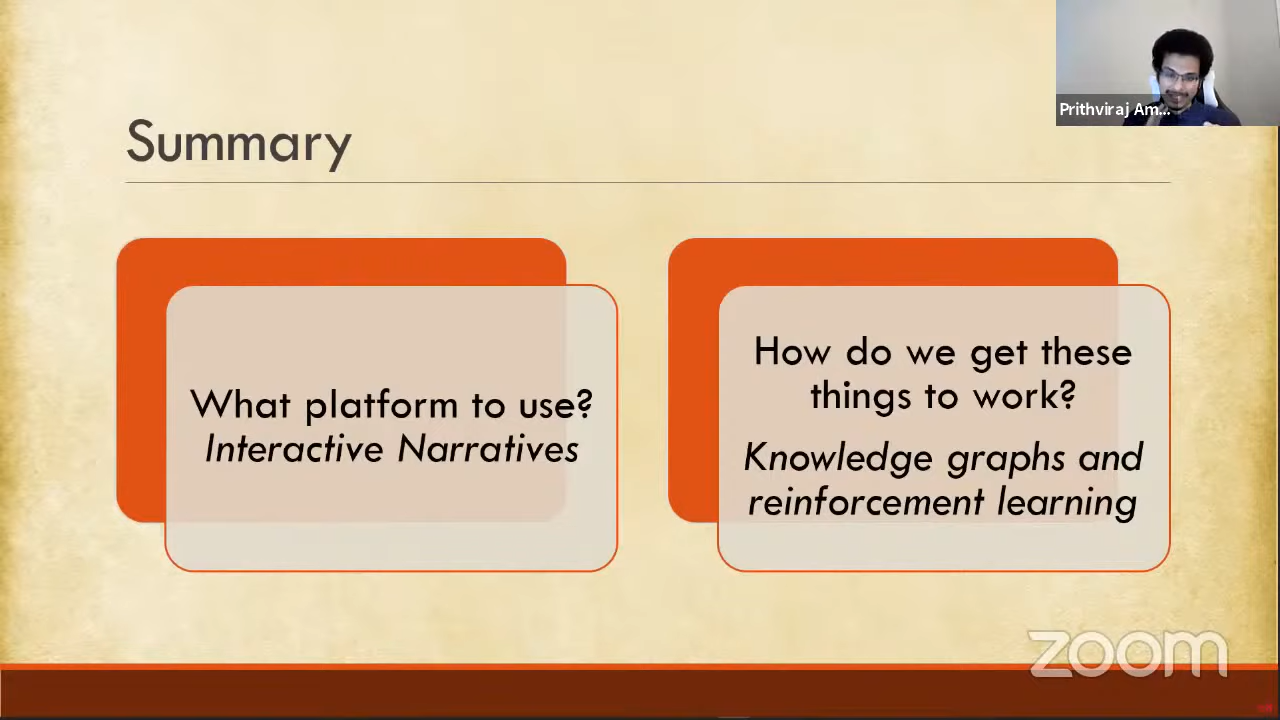 Prithviraj Am...
Summary
What platform to use?
Interactive Narratives
How do we get these
things to work?
Knowledge graphs and
reinforcement learning
zoom